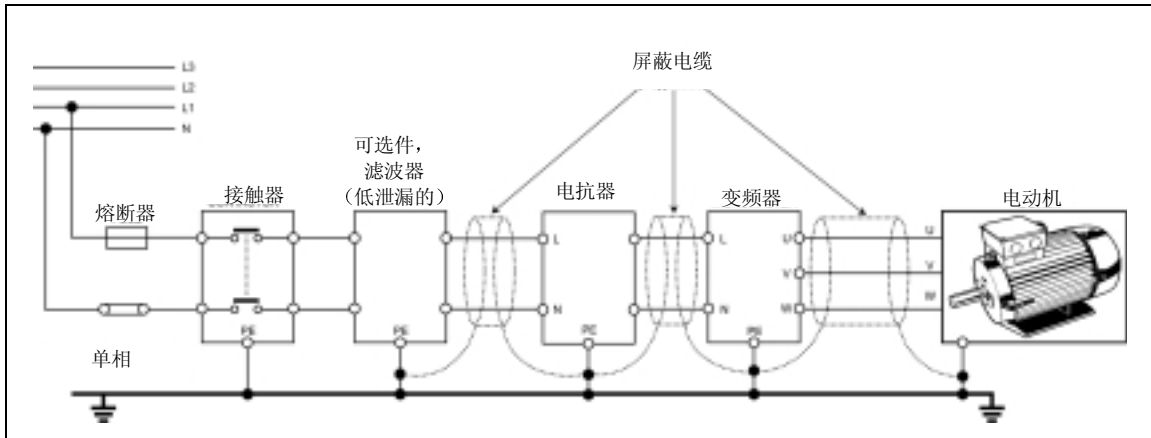 L3
L2
L1
N
屏蔽电缆
可选件，
滤波器
（低泄漏的）
熔断器
接触器
电抗器
变频器
电动机
L
L
U
U
V
V
N
N
W
W
PE
PE
PE
PE
单相